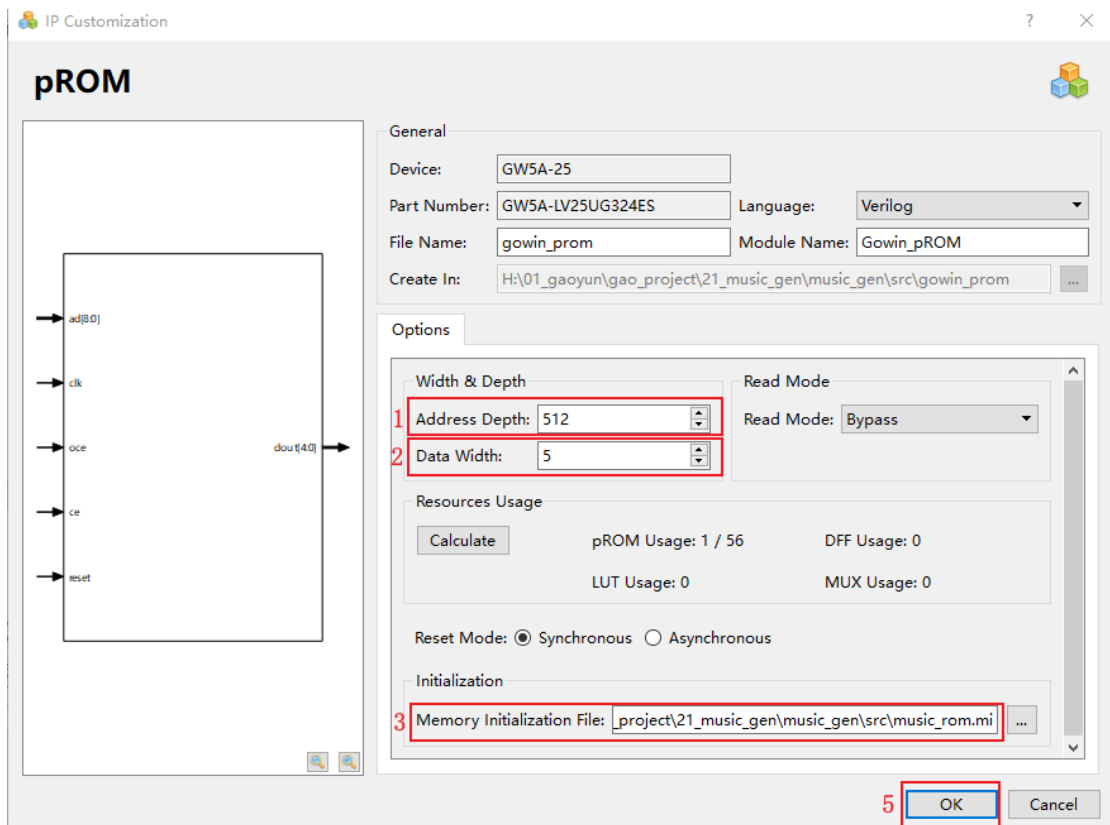 IP Customization
?
pROM
General
Device: GW5A-25
Part Number: GW5A-LV25UG324ES Language: Verilog
File Name: gowin_prom Module Name: Gowin_pROM
Create In: H:\01_gaoyun\gao_project\21_music_gen\music_gen\src\gowin_prom ...
ad[8:0]
clk
oce
dout[4:0]
ce
reset
Options
Width & Depth
1 Address Depth: 512
2 Data Width: 5
Read Mode
Read Mode: Bypass
Resources Usage
Calculate pROM Usage: 1 / 56 DFF Usage: 0
LUT Usage: 0 MUX Usage: 0
Reset Mode: Synchronous Asynchronous
Initialization
3 Memory Initialization File: _project\21_music_gen\music_gen\src\music_rom.mi ...
5 OK Cancel